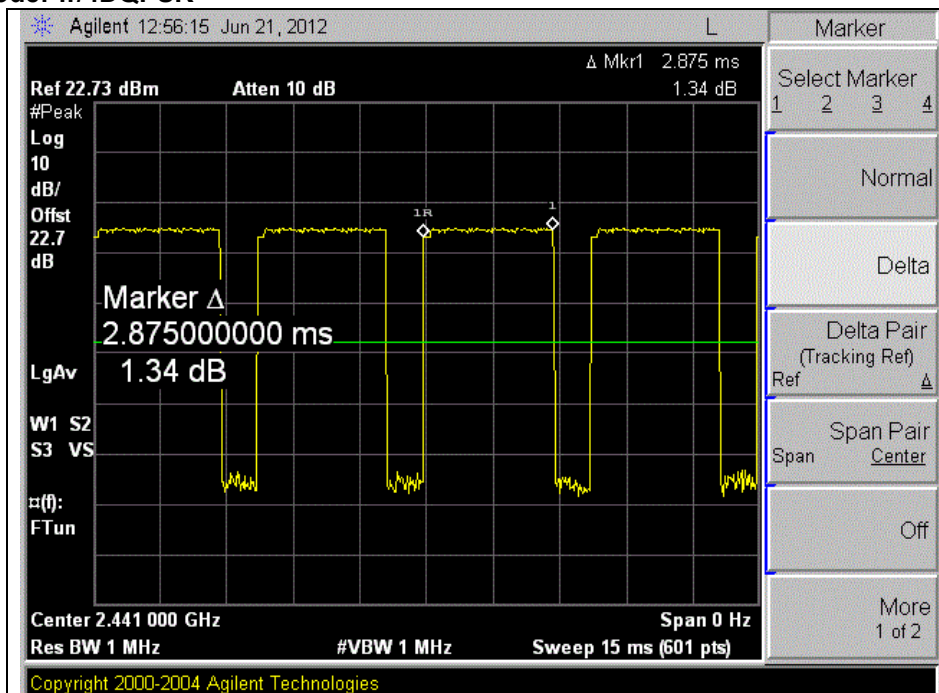 Agilent 12:56:15 Jun 21, 2012 L Marker
Δ Mkr1 2.875 ms
Ref 22.73 dBm Atten 10 dB 1.34 dB
Select Marker
1 2 3 4
#Peak
Log
10
dB/
Offst
22.7
dB
1R 1
Normal
Delta
Marker Δ
2.875000000 ms
1.34 dB
Delta Pair
(Tracking Ref)
Ref Δ
LgAv
W1 S2
S3 VS
Span Pair
Span Center
¤(f):
FTun
Off
Center 2.441 000 GHz Span 0 Hz
Res BW 1 MHz #VBW 1 MHz Sweep 15 ms (601 pts)
More
1 of 2
Copyright 2000-2004 Agilent Technologies